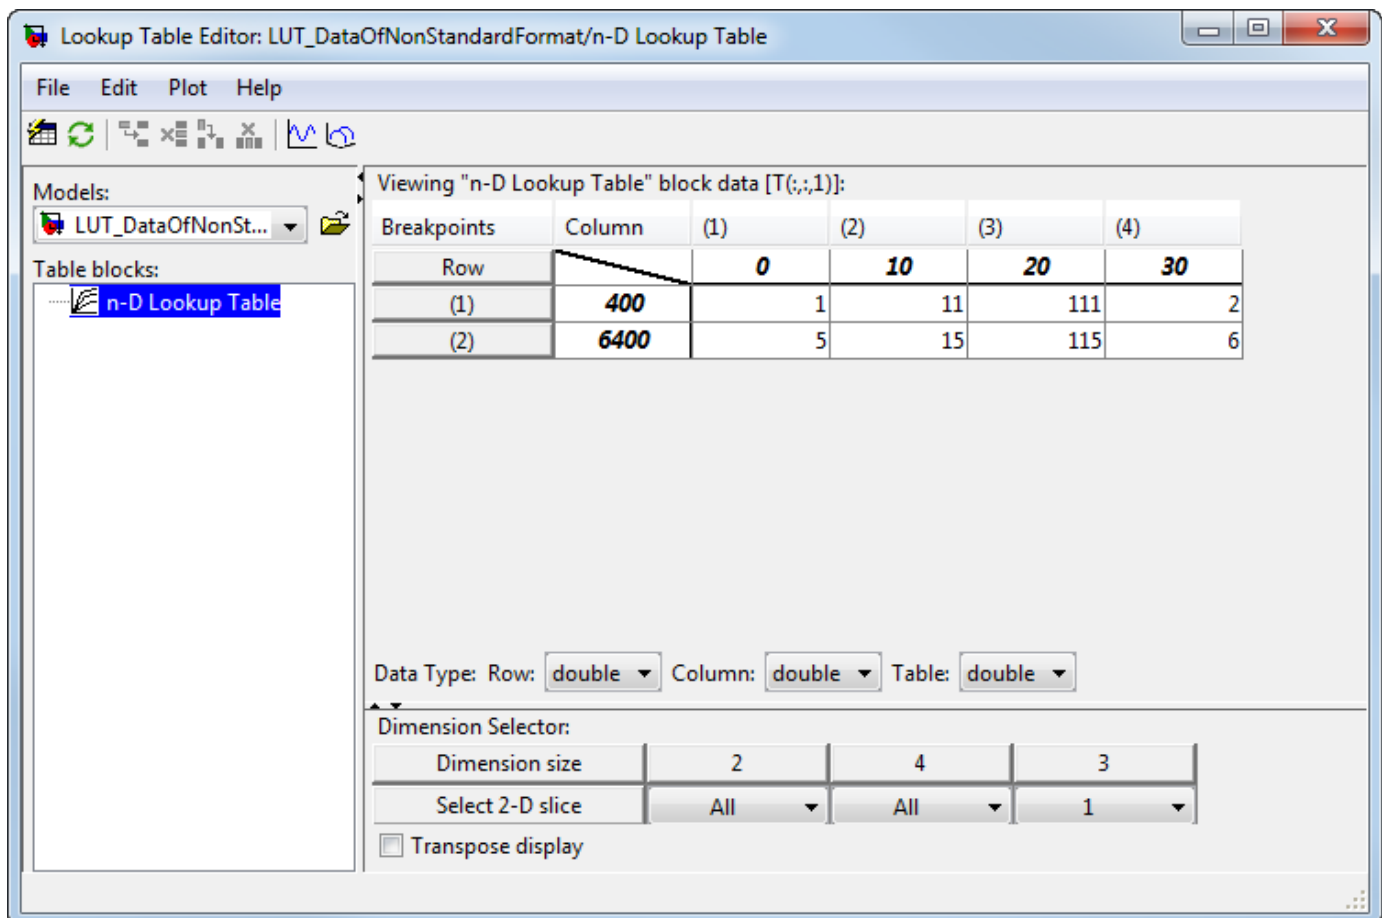 Lookup Table Editor: LUT_DataOfNonStandardFormat/n-D Lookup Table
File Edit Plot Help
Models:
LUT_DataOfNonSt...
Table blocks:
n-D Lookup Table
Viewing "n-D Lookup Table" block data [T(:,:,1)]:
Breakpoints Column (1) (2) (3) (4)
Row 0 10 20 30
(1) 400 1 11 111 2
(2) 6400 5 15 115 6
Data Type: Row: double Column: double Table: double
Dimension Selector:
Dimension size 2 4 3
Select 2-D slice All All 1
Transpose display